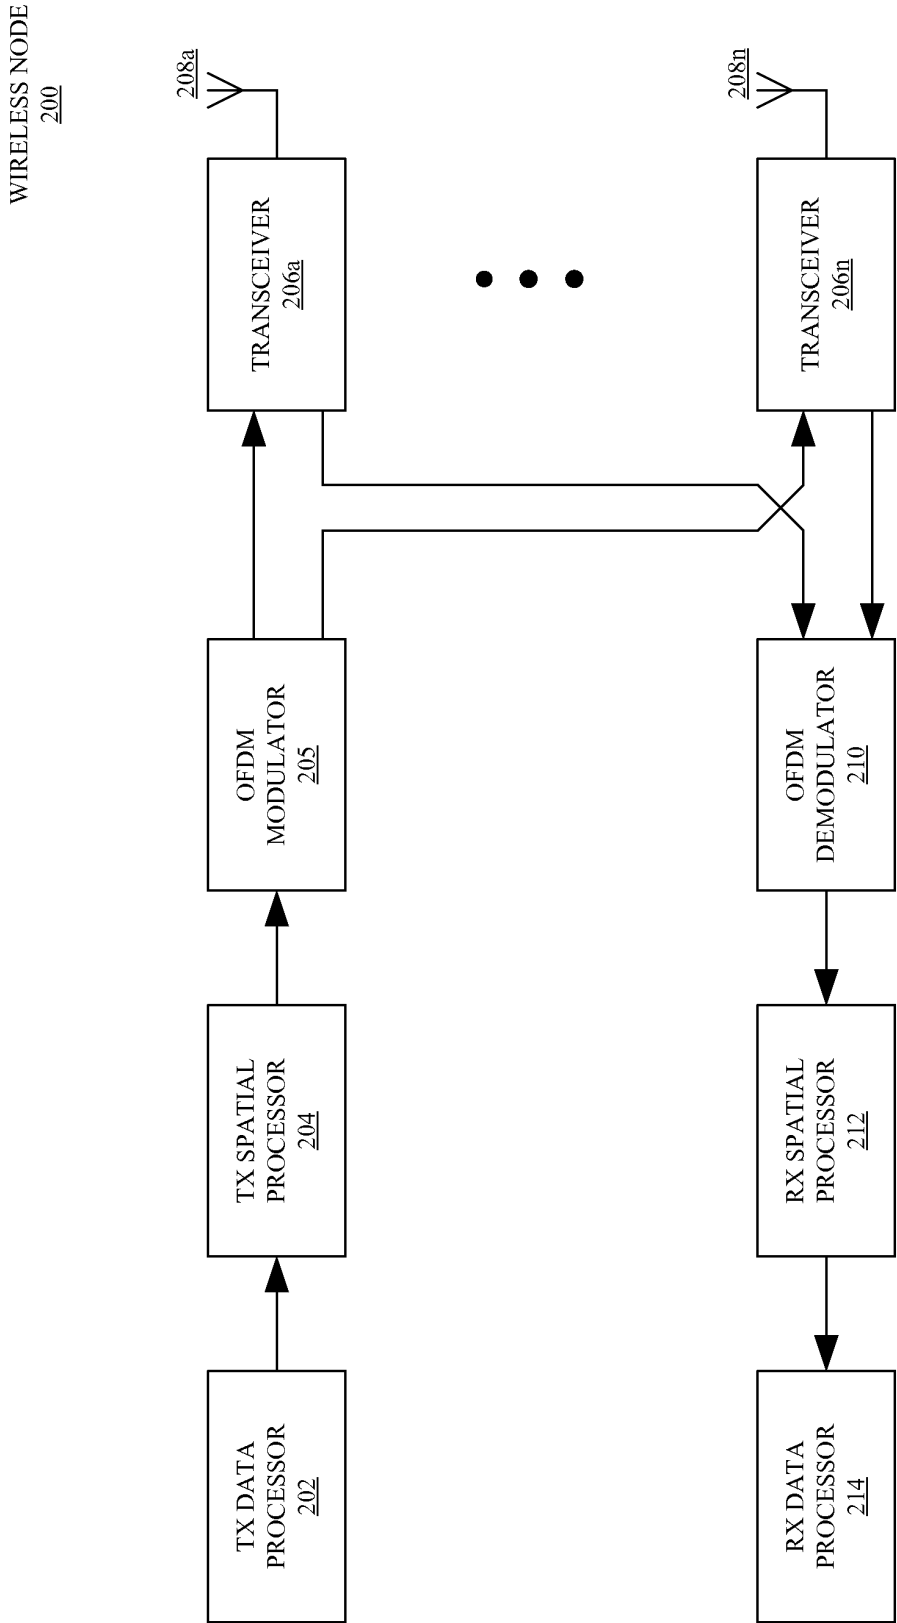 WIRELESS NODE
200
TX DATA
PROCESSOR
202
TX SPATIAL
PROCESSOR
204
OFDM
MODULATOR
205
TRANSCEIVER
206a
208a
RX DATA
PROCESSOR
214
RX SPATIAL
PROCESSOR
212
OFDM
DEMODULATOR
210
TRANSCEIVER
206n
208n